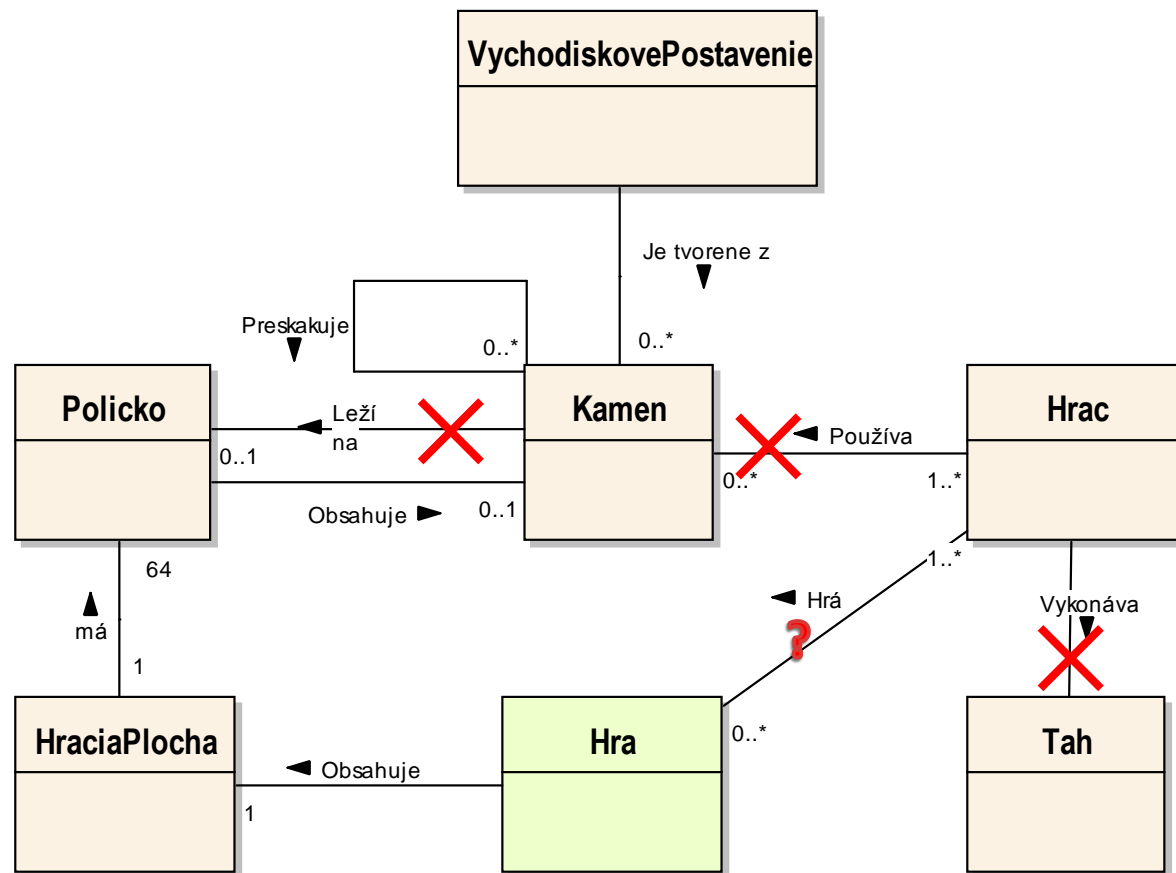 VychodiskovePostavenie
Je tvorene z
Preskakuje
0..*
0..*
Policko
Kamen
Hrac
Leží
na
Používa
0..1
0..*
1..*
Obsahuje
0..1
64
1..*
Hrá
Vykonáva
má
?
1
HraciaPlocha
Hra
0..*
Tah
Obsahuje
1